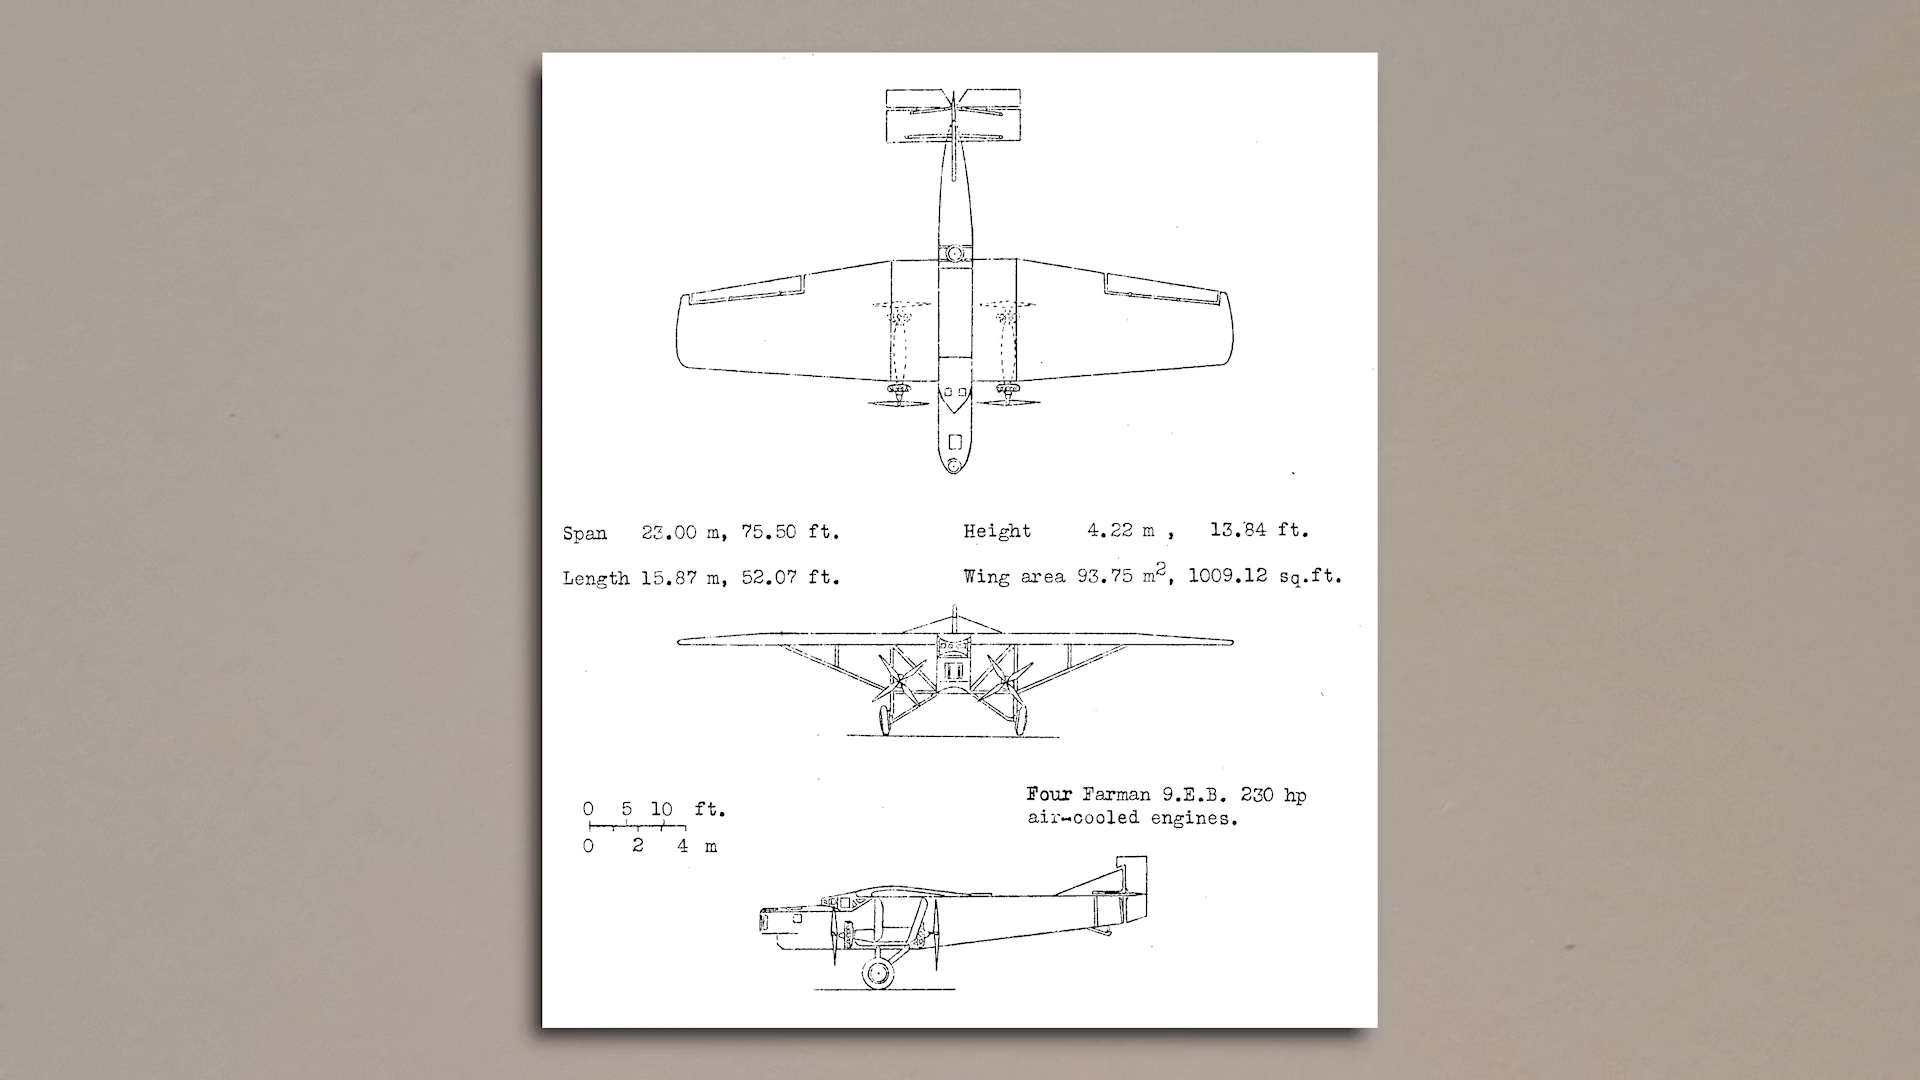 Span 23.00 m, 75.50 ft.
Height 4.22 m , 13.84 ft.
Length 15.87 m, 52.07 ft.
Wing area 93.75 m², 1009.12 sq.ft.
Four Farman 9.E.B. 230 hp
air-cooled engines.
0 5 10 ft.
0 2 4 m